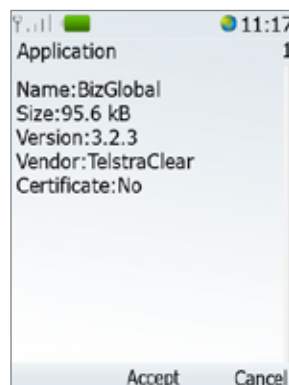 11:17
Application 1
Name:BizGlobal
Size:95.6 kB
Version:3.2.3
Vendor:TelstraClear
Certificate:No
Accept Cancel